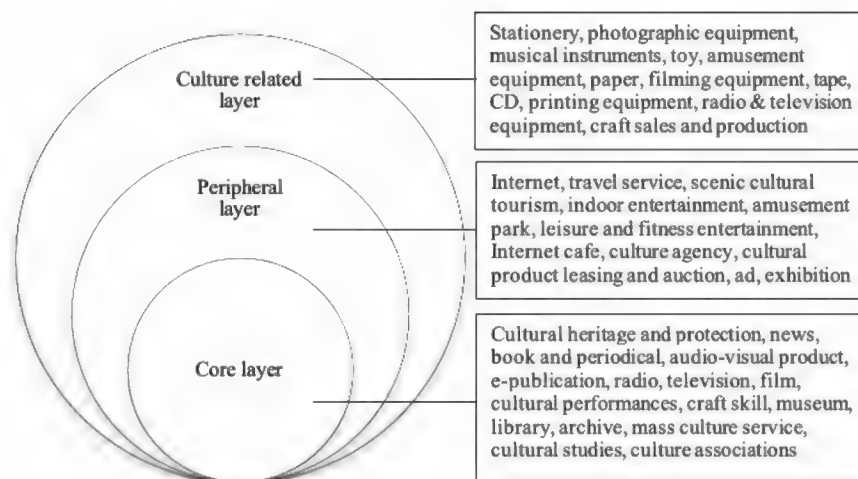 Culture related
layer
Stationery, photographic equipment,
musical instruments, toy, amusement
equipment, paper, filming equipment, tape,
CD, printing equipment, radio & television
equipment, craft sales and production
Peripheral
layer
Internet, travel service, scenic cultural
tourism, indoor entertainment, amusement
park, leisure and fitness entertainment,
Internet cafe, culture agency, cultural
product leasing and auction, ad, exhibition
Core layer
Cultural heritage and protection, news,
book and periodical, audio-visual product,
e-publication, radio, television, film,
cultural performances, craft skill, museum,
library, archive, mass culture service,
cultural studies, culture associations